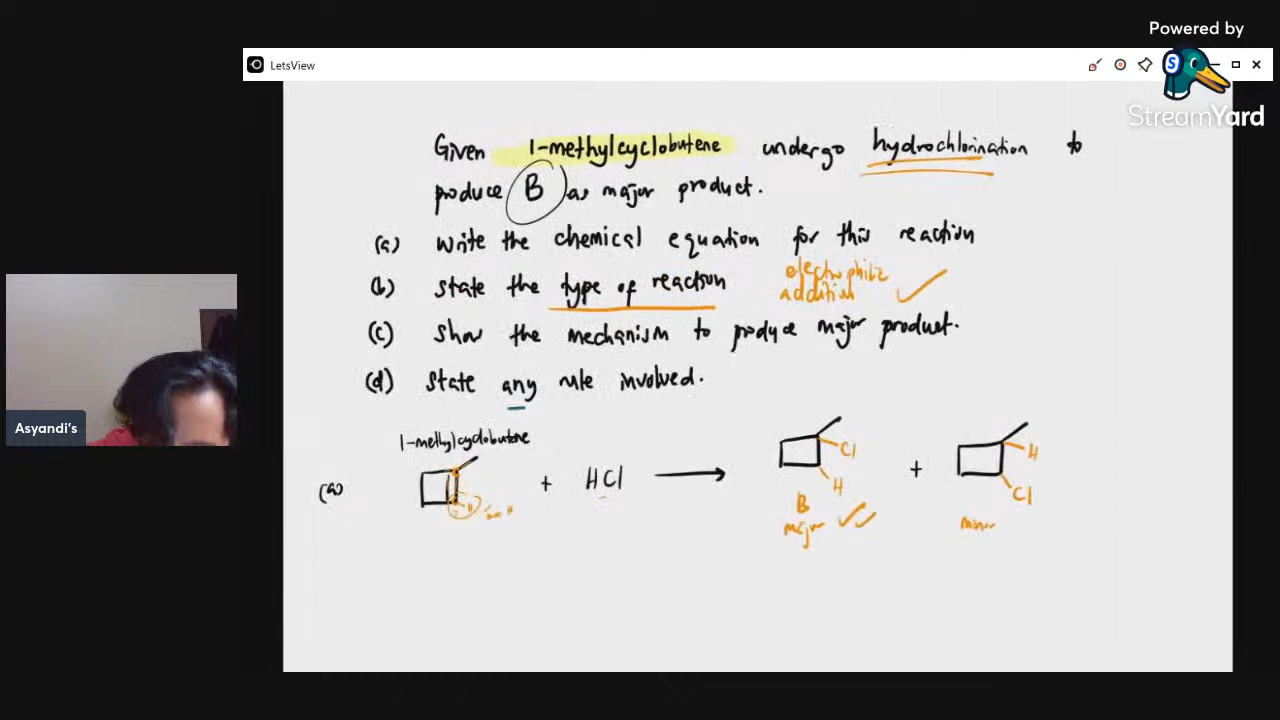 Powered by
LetsView
S
StreamYard
Given 1-methylcyclobutene undergo hydrochlorination to
produce B as major product.
(a) Write the chemical equation for this reaction
(b) state the type of reaction
electrophilic
addition
(c) show the mechanism to produce major product.
(d) State any rule involved.
Asyandi's
1-methylcyclobutene
(a)
+
HCl
Cl
H
B
major
+
H
Cl
minor